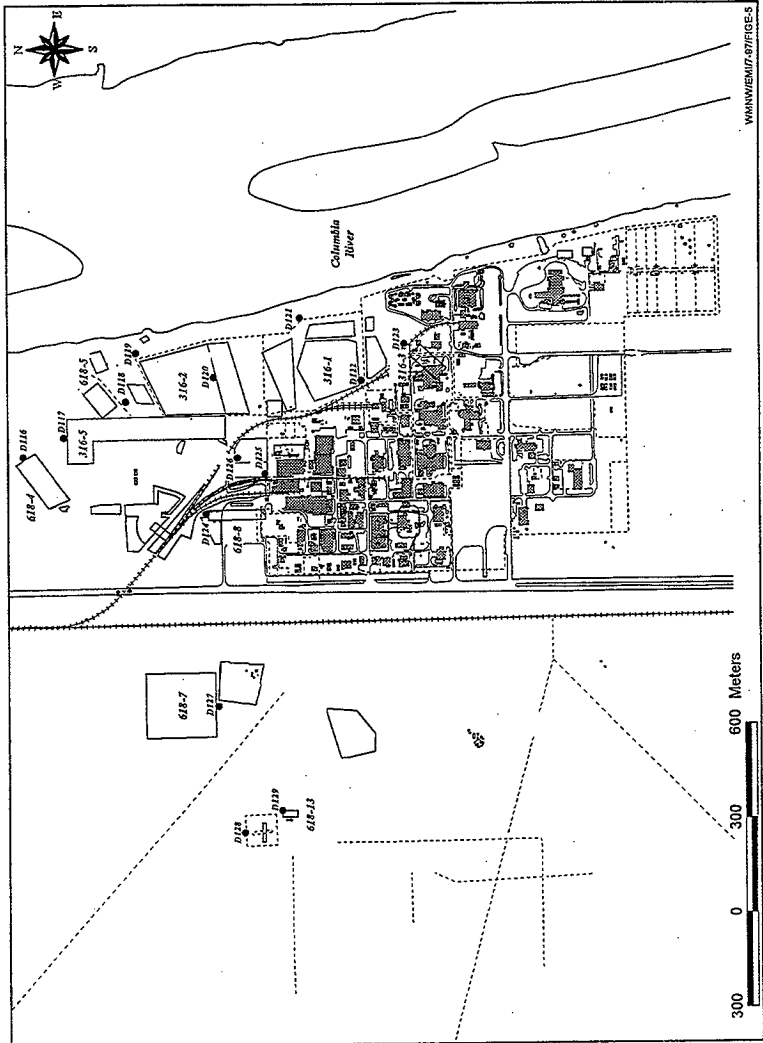 N
E
S
W
D116
618-4
D117
316-5
618-5
D118
D119
316-2
D120
D121
316-1
D122
D123
316-3
D124
618-8
D125
D126
Columbia
River
618-7
D127
D128
D129
618-13
300 0 300 600 Meters
WMNW/EMI/7-97/FIGE-5